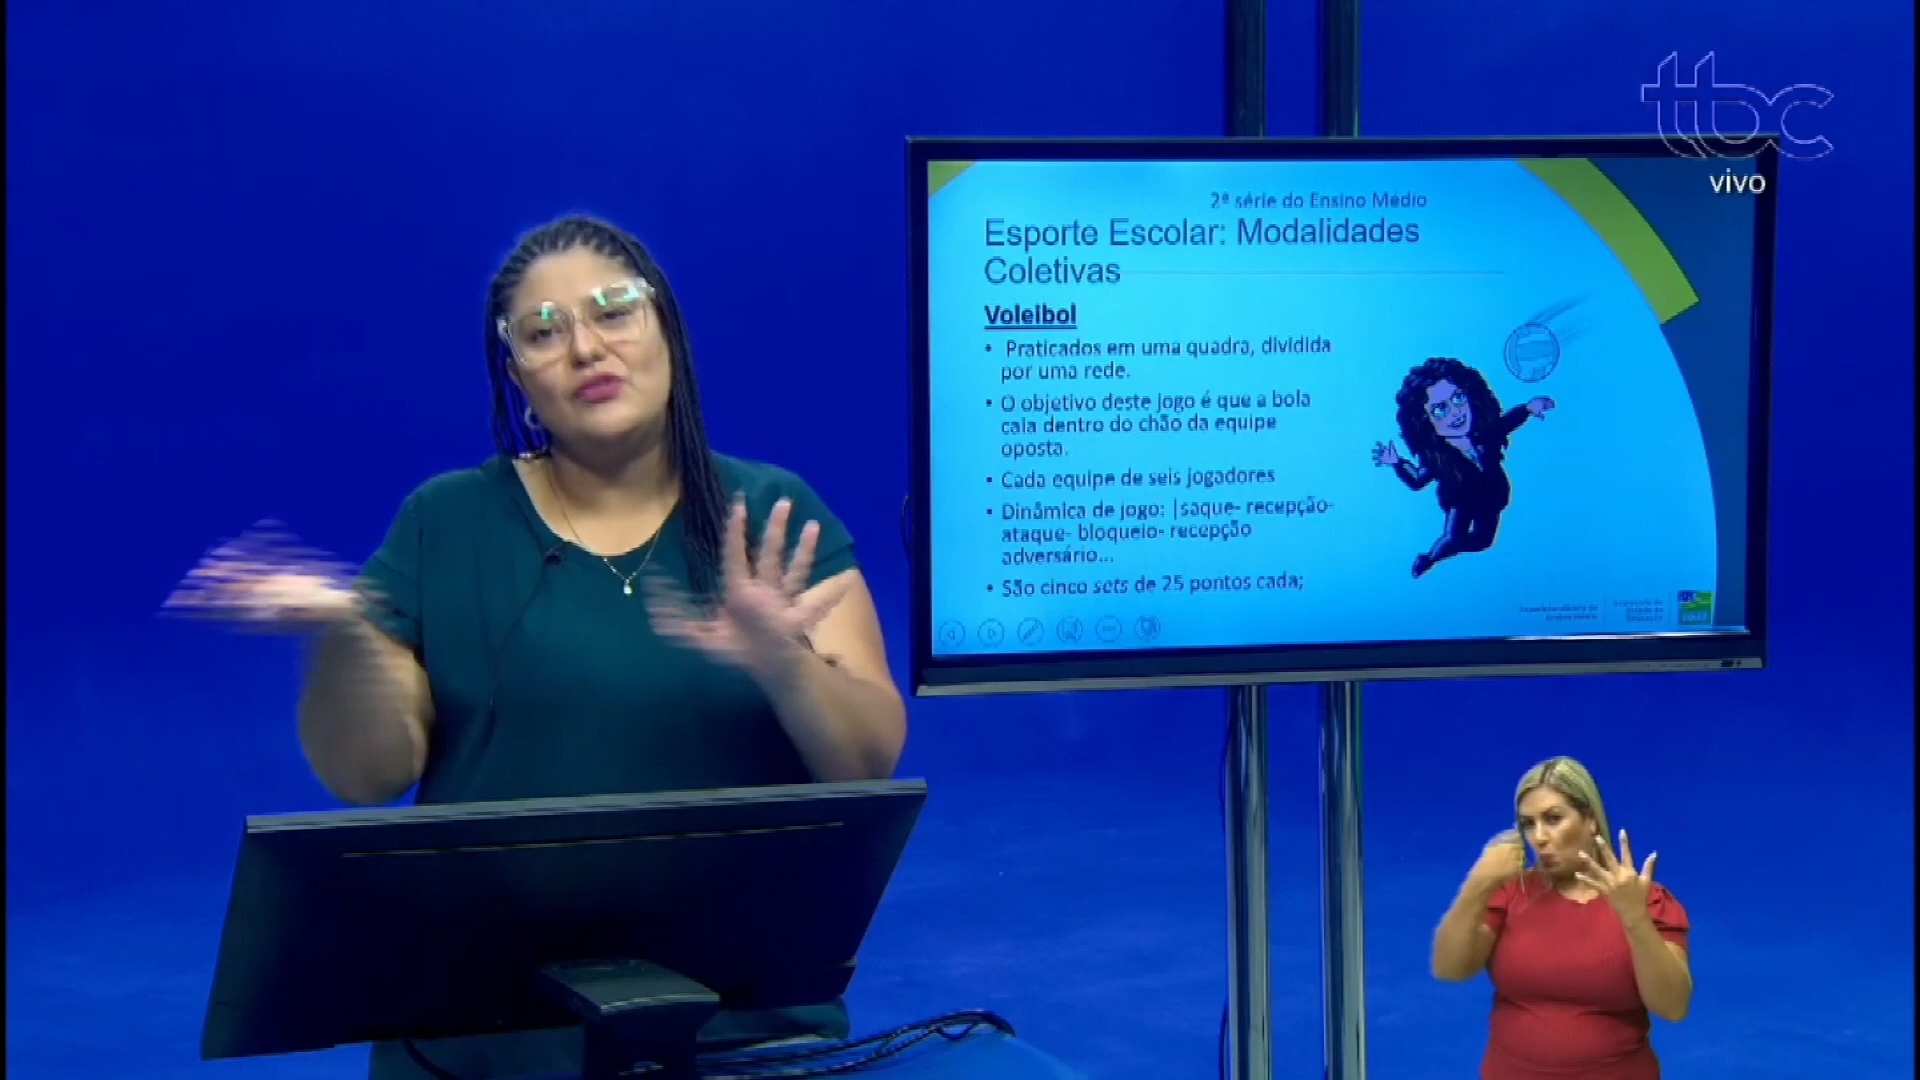 tbc
vivo
2ª série do Ensino Médio
Esporte Escolar: Modalidades
Coletivas
Voleibol
• Praticados em uma quadra, dividida
por uma rede.
• O objetivo deste jogo é que a bola
caia dentro do chão da equipe
oposta.
• Cada equipe de seis jogadores
• Dinâmica de jogo: |saque- recepção-
ataque- bloqueio- recepção
adversário...
• São cinco sets de 25 pontos cada;